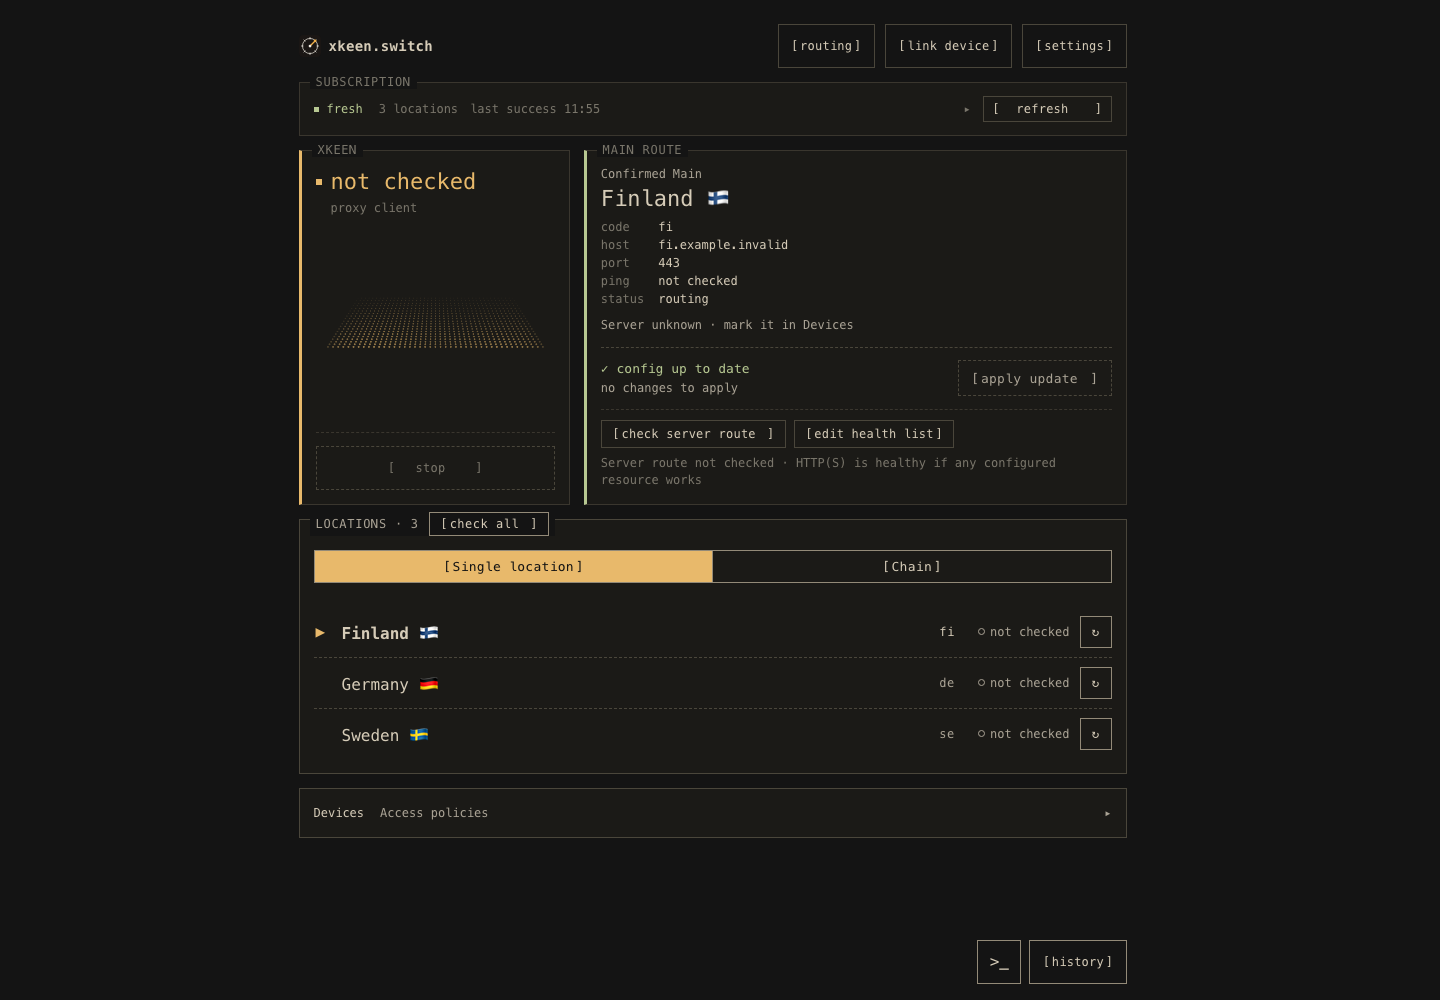 xkeen.switch
[routing] [link device] [settings]
SUBSCRIPTION
fresh 3 locations last success 11:55 ▸ [ refresh ]
XKEEN
not checked
proxy client
[ stop ]
MAIN ROUTE
Confirmed Main
Finland 🇫🇮
code fi
host fi.example.invalid
port 443
ping not checked
status routing
Server unknown · mark it in Devices
✓ config up to date
no changes to apply
[apply update ]
[check server route ] [edit health list]
Server route not checked · HTTP(S) is healthy if any configured
resource works
LOCATIONS · 3 [check all ]
[Single location] [Chain]
▶ Finland 🇫🇮 fi ○ not checked ↻
Germany 🇩🇪 de ○ not checked ↻
Sweden 🇸🇪 se ○ not checked ↻
Devices Access policies ▸
>_ [history]